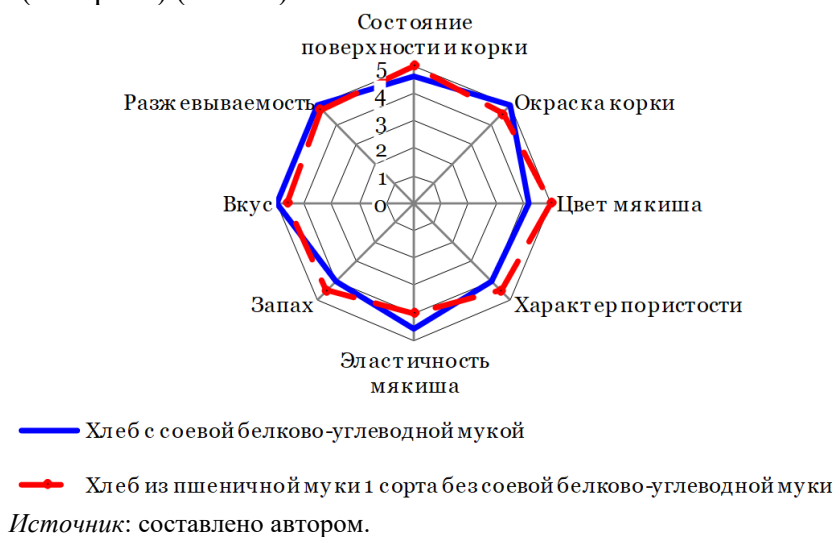 Состояние
поверхности и корки
5
Разжевываемость
Окраска корки
4
3
2
1
Вкус
0
Цвет мякиша
Запах
Характер пористости
Эластичность
мякиша
Хлеб с соевой белково-углеводной мукой
Хлеб из пшеничной муки 1 сорта без соевой белково-углеводной муки
Источник: составлено автором.